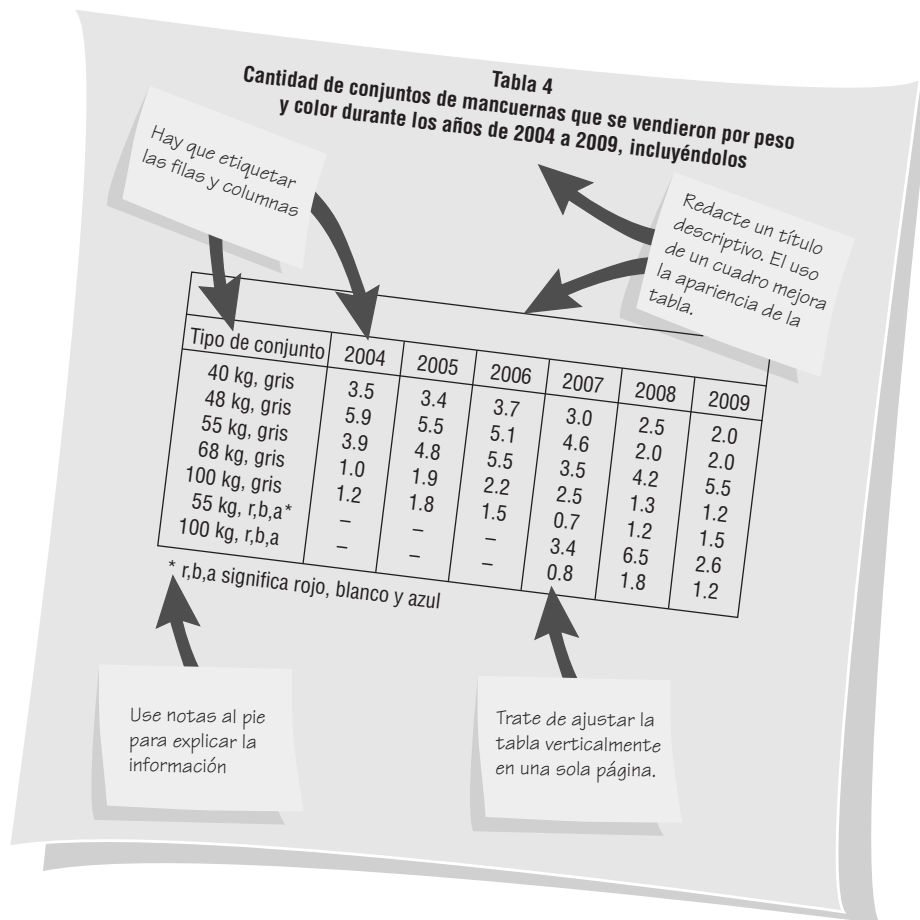 Tabla 4
Cantidad de conjuntos de mancuernas que se vendieron por peso
y color durante los años de 2004 a 2009, incluyéndolos
Hay que etiquetar
las filas y columnas
Redacte un título
descriptivo. El uso
de un cuadro mejora
la apariencia de la
tabla.
Tipo de conjunto 2004 2005 2006 2007 2008 2009
40 kg, gris 3.5 3.4 3.7 3.0 2.5 2.0
48 kg, gris 5.9 5.5 5.1 4.6 2.0 2.0
55 kg, gris 3.9 4.8 5.5 3.5 4.2 5.5
68 kg, gris 1.0 1.9 2.2 2.5 1.3 1.2
100 kg, gris 1.2 1.8 1.5 0.7 1.2 1.5
55 kg, r,b,a* – – – 3.4 6.5 2.6
100 kg, r,b,a – – – 0.8 1.8 1.2
* r,b,a significa rojo, blanco y azul
Use notas al pie
para explicar la
información
Trate de ajustar la
tabla verticalmente
en una sola página.